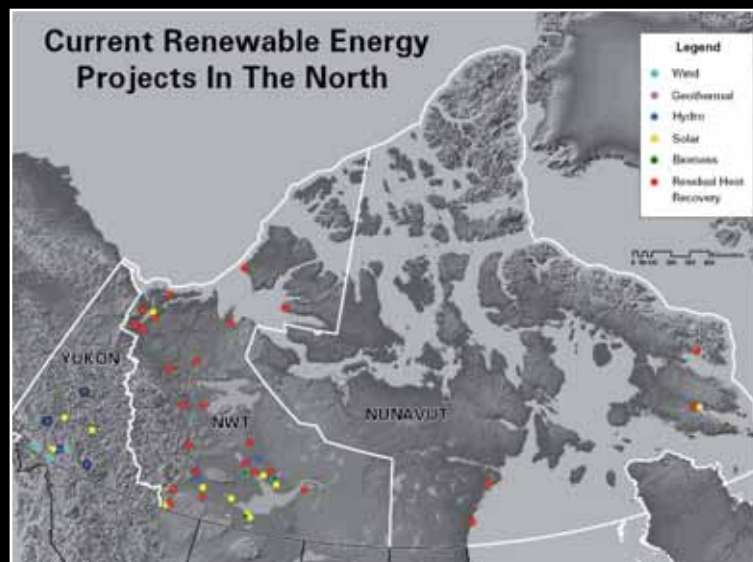 Current Renewable Energy
Projects In The North
Legend
Wind
Geothermal
Hydro
Solar
Biomass
Residual Heat
Recovery
YUKON
NWT
NUNAVUT